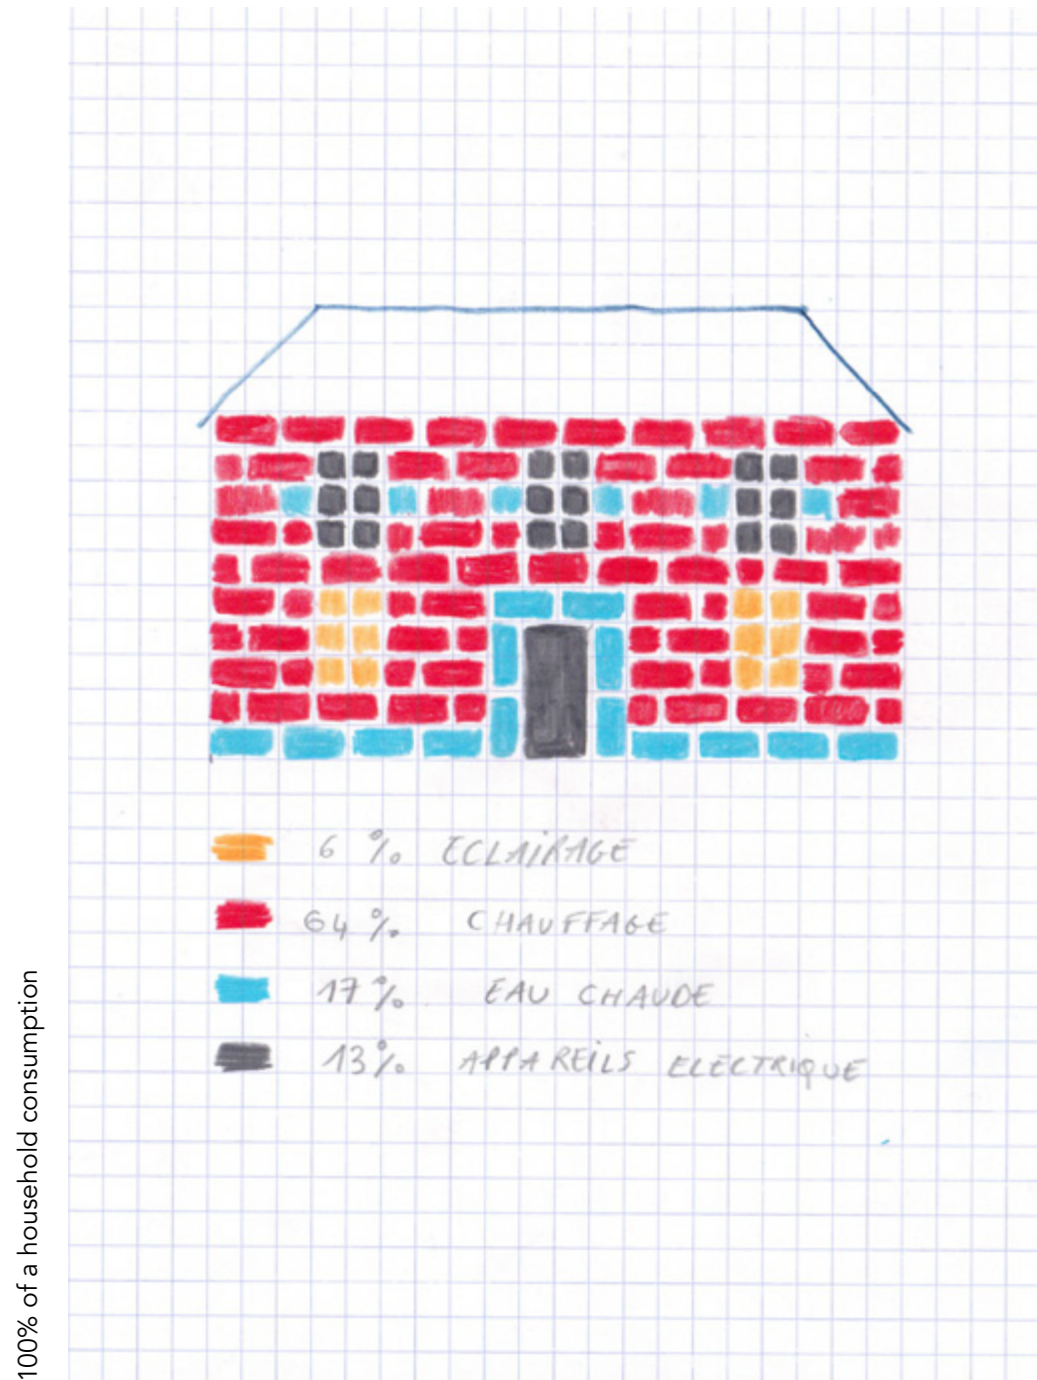 6 % ECLAIRAGE
64 % CHAUFFAGE
17 % EAU CHAUDE
13 % APPAREILS ELECTRIQUE
100% of a household consumption